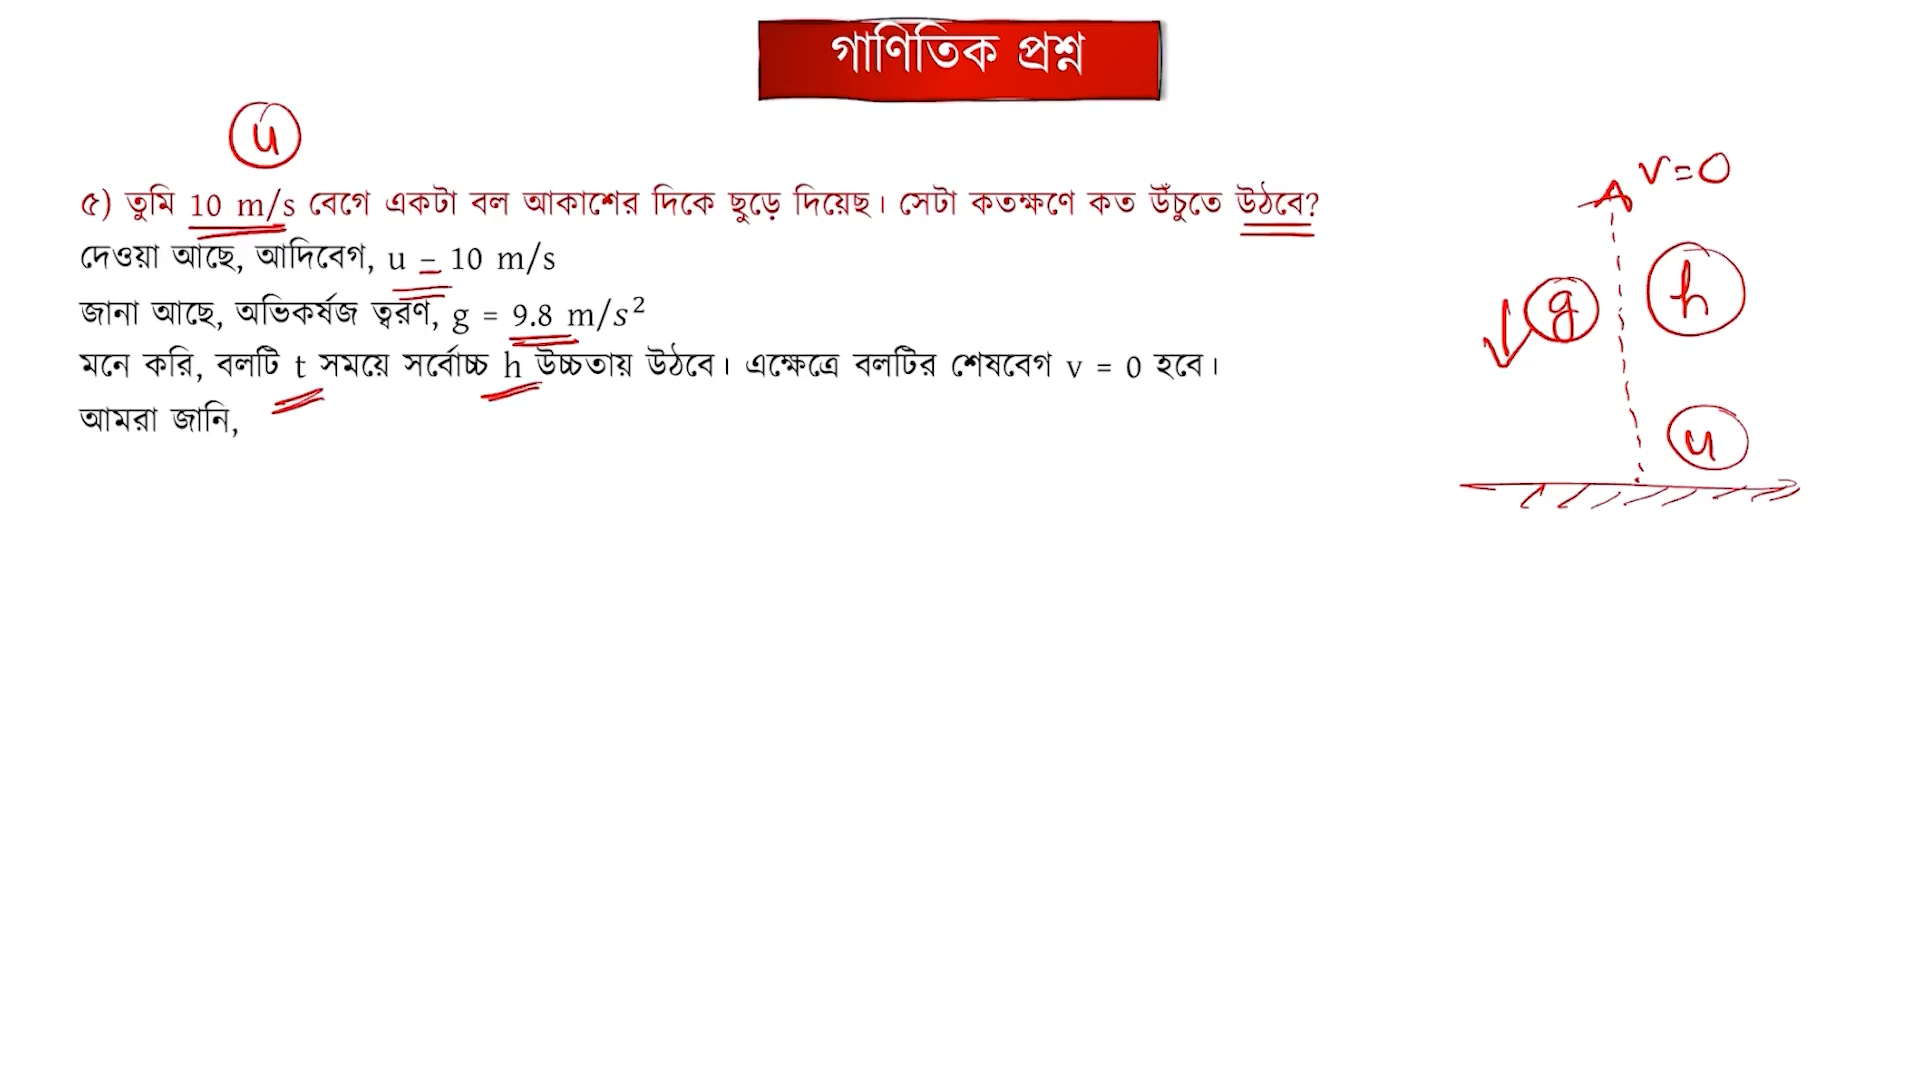 গাণিতিক প্রশ্ন
u
৫) তুমি 10 m/s বেগে একটা বল আকাশের দিকে ছুড়ে দিয়েছ। সেটা কতক্ষণে কত উঁচুতে উঠবে?
দেওয়া আছে, আদিবেগ, u = 10 m/s
জানা আছে, অভিকর্ষজ ত্বরণ, g = 9.8 m/s²
মনে করি, বলটি t সময়ে সর্বোচ্চ h উচ্চতায় উঠবে। এক্ষেত্রে বলটির শেষবেগ v = 0 হবে।
আমরা জানি,
v=0
g
h
u